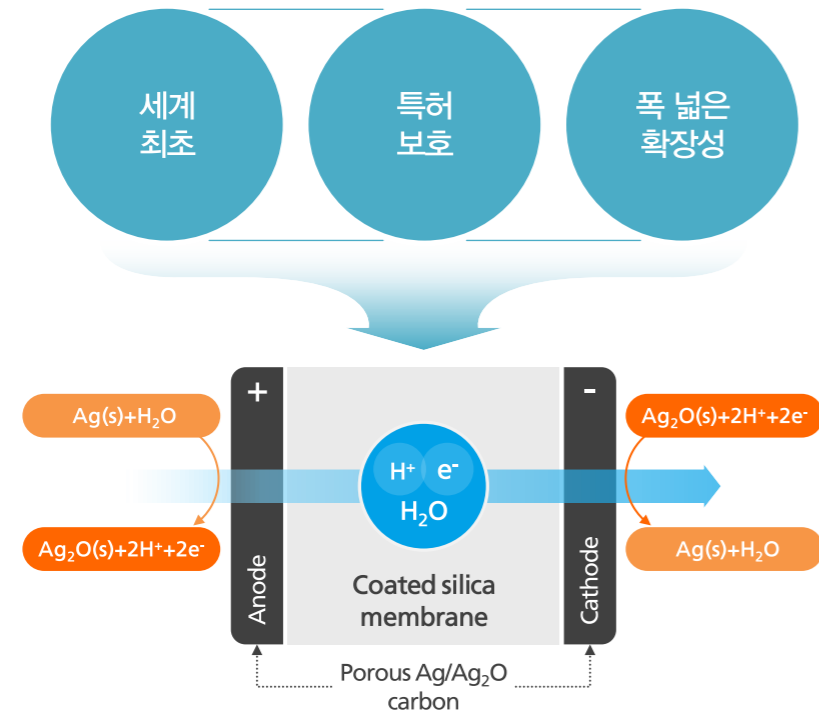 세계
최초
특허
보호
폭 넓은
확장성
+
-
Ag(s)+H₂O
Ag₂O(s)+2H⁺+2e⁻
H⁺ e⁻
H₂O
Ag₂O(s)+2H⁺+2e⁻
Ag(s)+H₂O
Anode
Coated silica
membrane
Cathode
Porous Ag/Ag₂O
carbon